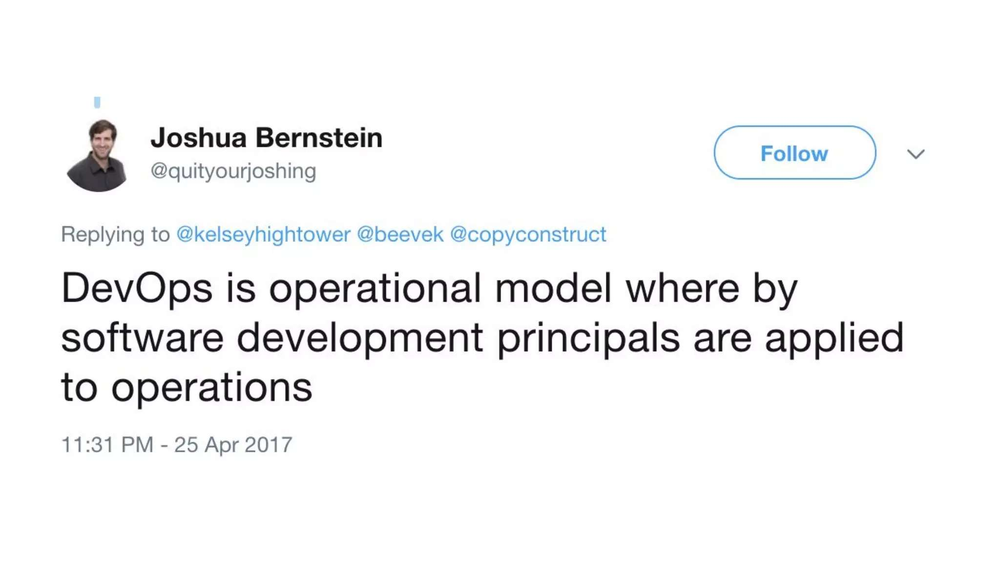 Joshua Bernstein
@quityourjoshing
Follow
Replying to @kelseyhightower @beevek @copyconstruct
DevOps is operational model where by
software development principals are applied
to operations
11:31 PM - 25 Apr 2017